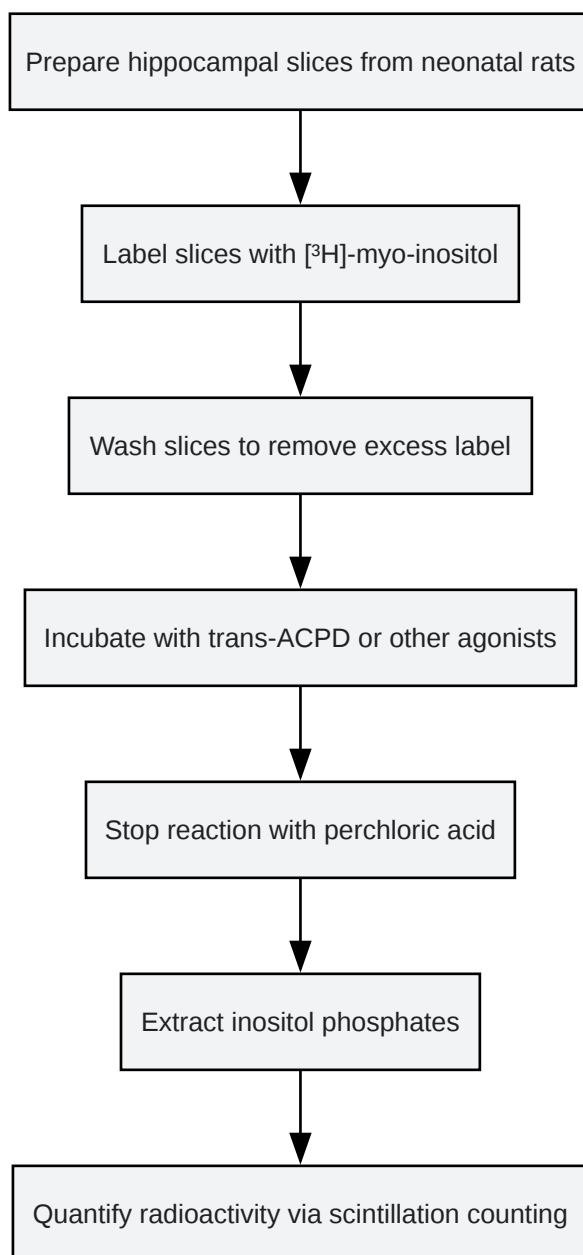 Prepare hippocampal slices from neonatal rats
Label slices with [³H]-myo-inositol
Wash slices to remove excess label
Incubate with trans-ACPD or other agonists
Stop reaction with perchloric acid
Extract inositol phosphates
Quantify radioactivity via scintillation counting